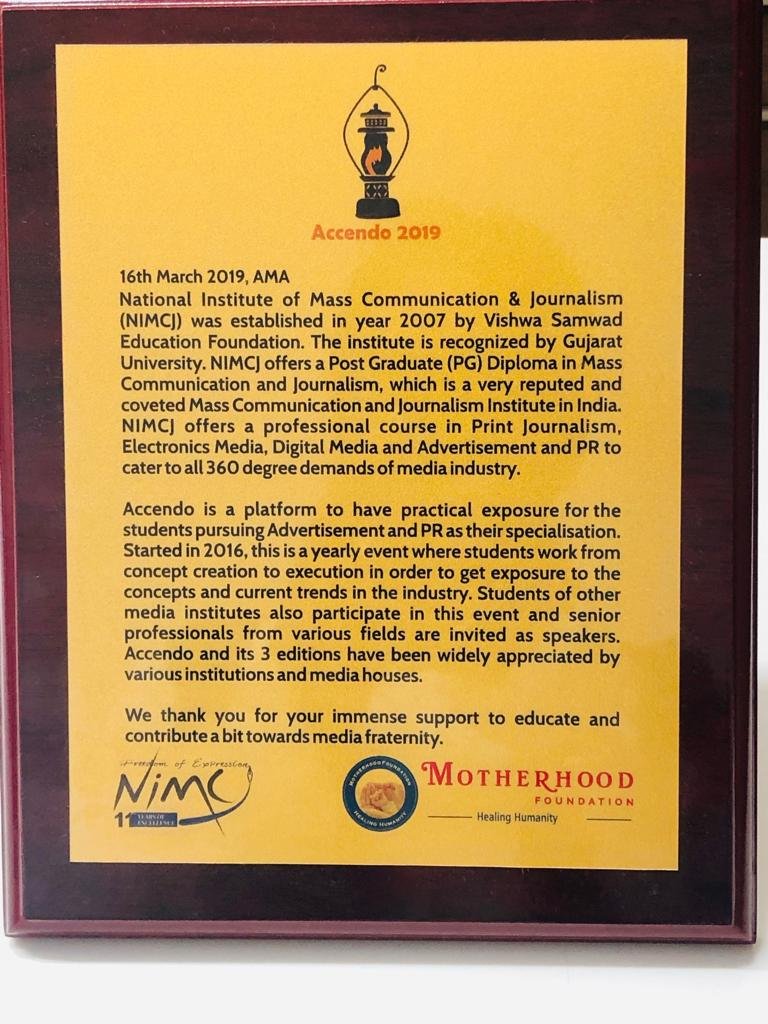 Accendo 2019
16th March 2019, AMA
National Institute of Mass Communication & Journalism
(NIMCJ) was established in year 2007 by Vishwa Samwad
Education Foundation. The institute is recognized by Gujarat
University. NIMCJ offers a Post Graduate (PG) Diploma in Mass
Communication and Journalism, which is a very reputed and
coveted Mass Communication and Journalism Institute in India.
NIMCJ offers a professional course in Print Journalism,
Electronics Media, Digital Media and Advertisement and PR to
cater to all 360 degree demands of media industry.
Accendo is a platform to have practical exposure for the
students pursuing Advertisement and PR as their specialisation.
Started in 2016, this is a yearly event where students work from
concept creation to execution in order to get exposure to the
concepts and current trends in the industry. Students of other
media institutes also participate in this event and senior
professionals from various fields are invited as speakers.
Accendo and its 3 editions have been widely appreciated by
various institutions and media houses.
We thank you for your immense support to educate and
contribute a bit towards media fraternity.
Freedom of Expression
NiMCJ
11 YEARS OF
EXCELLENCE
MOTHERHOOD FOUNDATION
HEALING HUMANITY
MOTHERHOOD
FOUNDATION
Healing Humanity